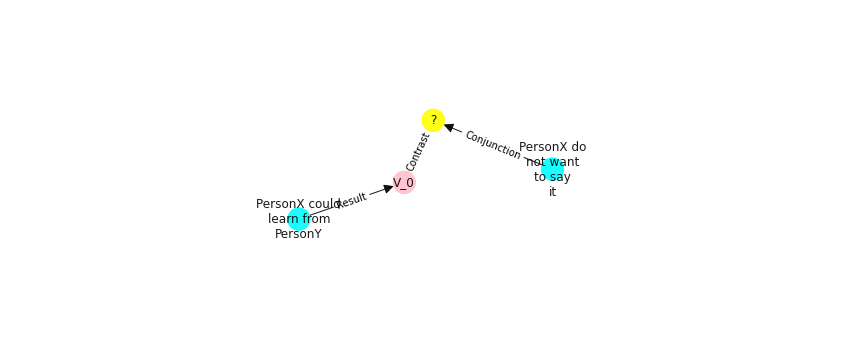 ?
Conjunction
PersonX do
not want
to say
it
Contrast
V_0
PersonX could
learn from
PersonY
Result